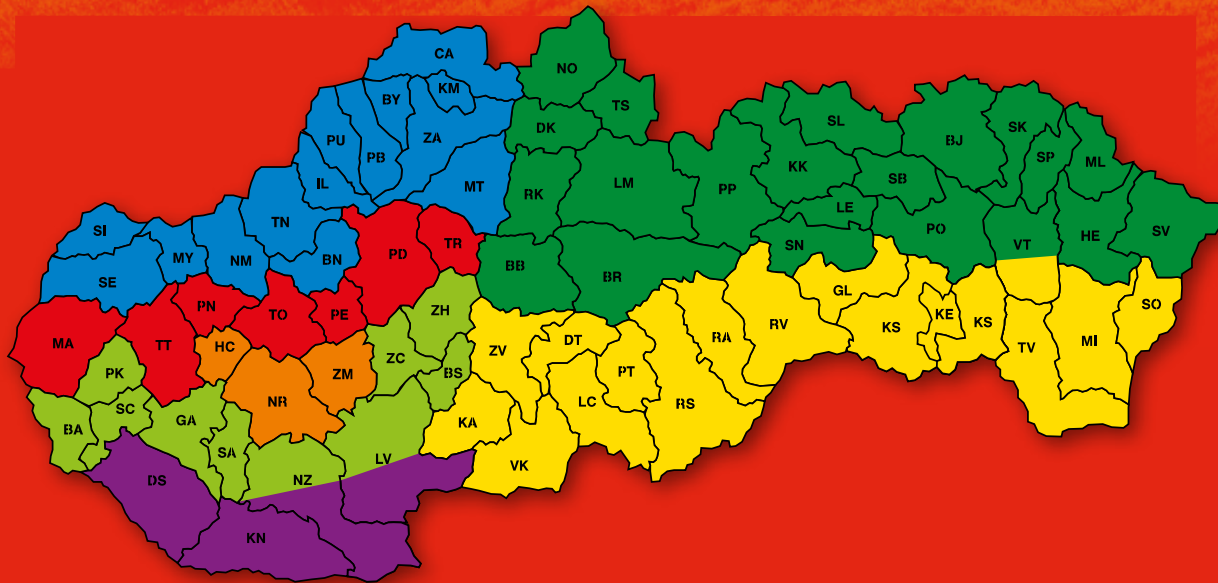 CA
NO
KM
BY
TS
PU
ZA
DK
SL
SK
BJ
PB
SP
ML
KK
IL
MT
RK
LM
PP
SB
LE
TN
SI
PO
SV
MY
NM
BN
PD
TR
SN
VT
HE
SE
BB
BR
PN
TO
PE
ZH
GL
SO
MA
TT
HC
ZC
ZV
DT
RA
RV
KS
KE
KS
TV
MI
PK
ZM
BS
PT
SC
NR
LC
RS
BA
GA
KA
SA
LV
VK
DS
NZ
KN